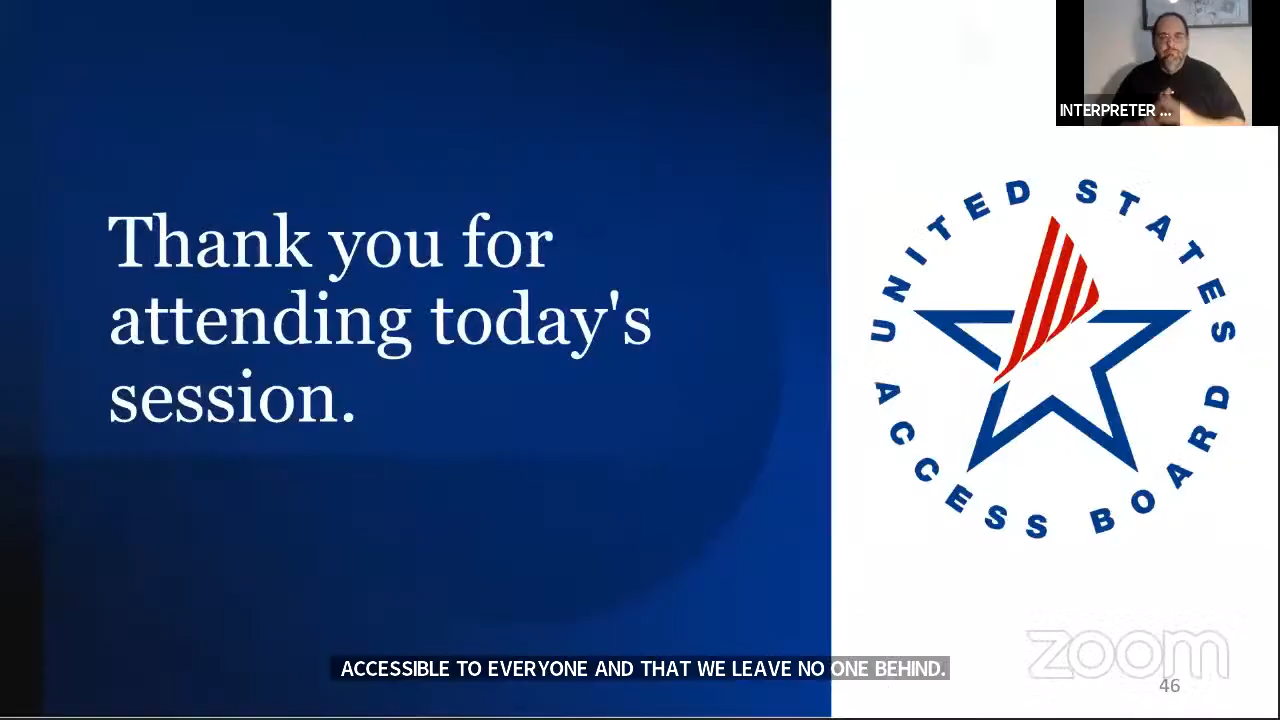 INTERPRETER ...
Thank you for
attending today's
session.
UNITED STATES
ACCESS BOARD
ACCESSIBLE TO EVERYONE AND THAT WE LEAVE NO ONE BEHIND.
zoom
46